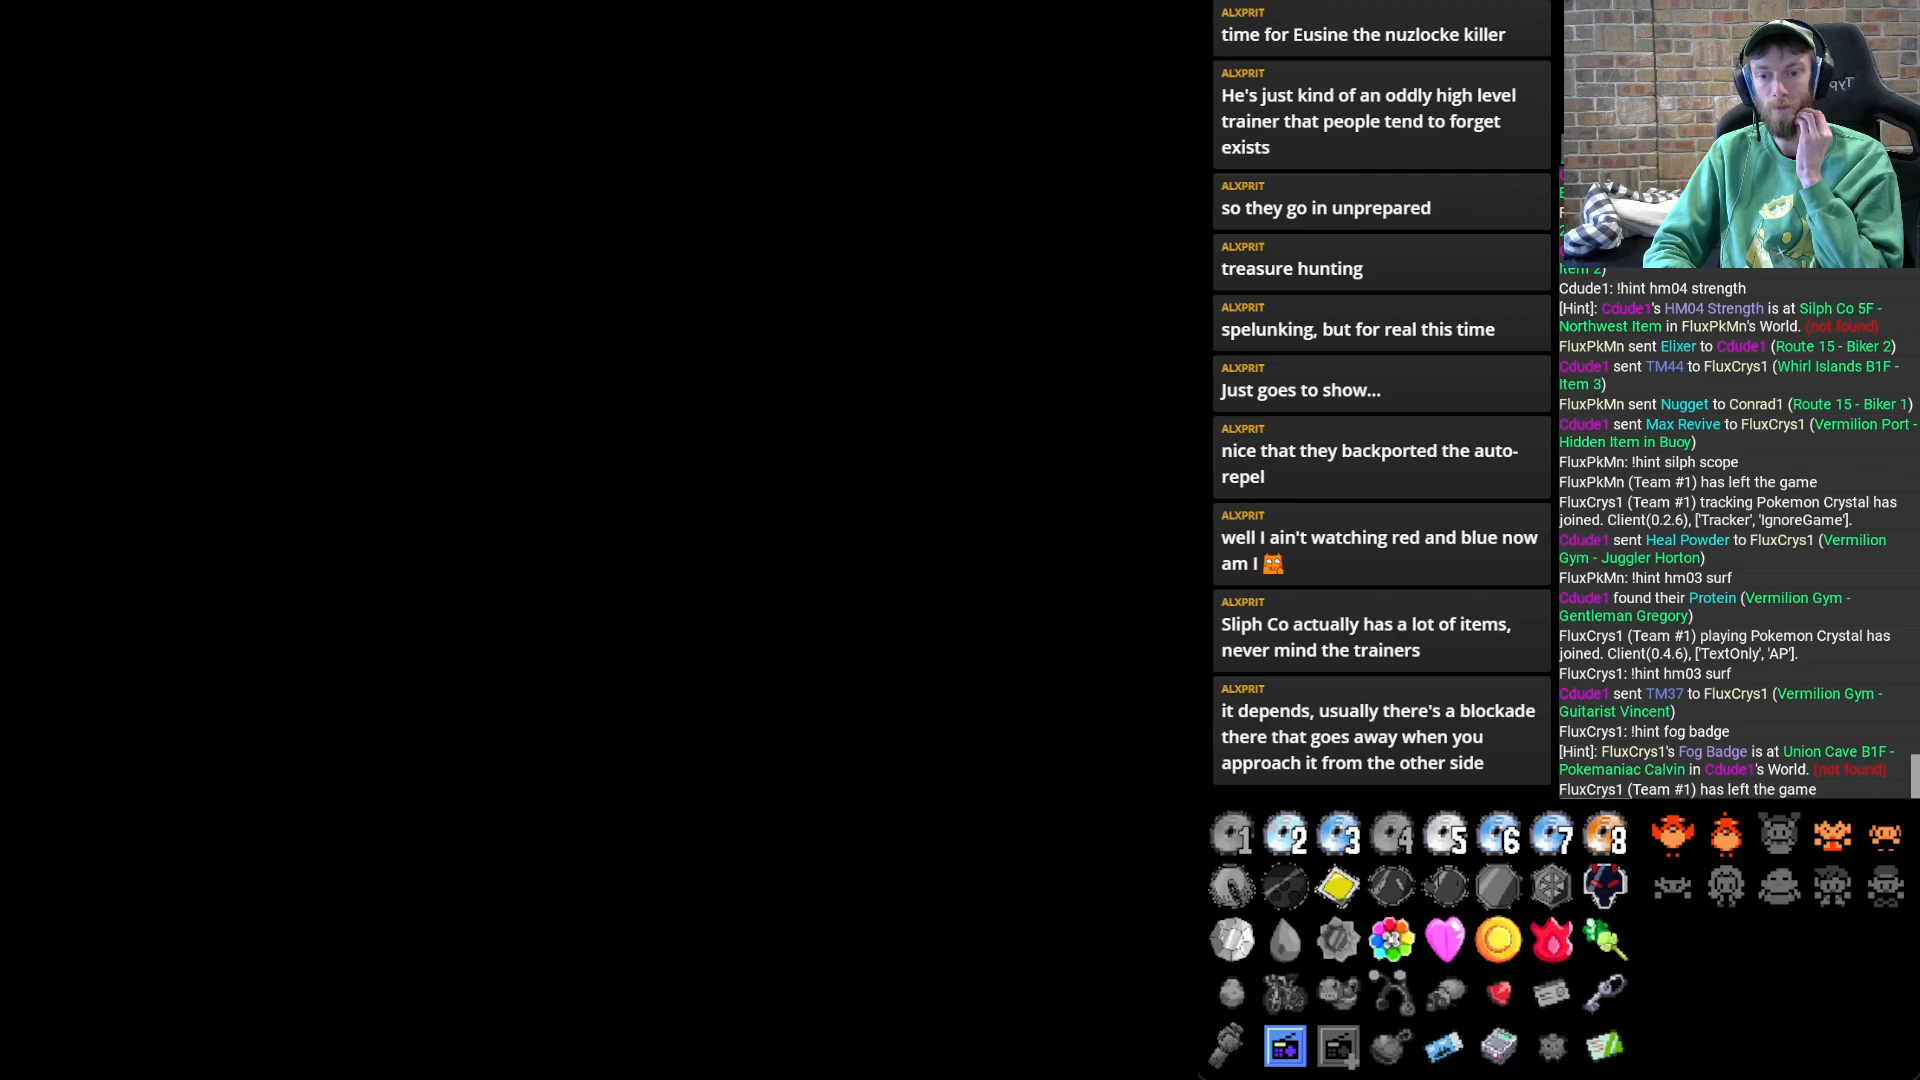 ALXPRIT
time for Eusine the nuzlocke killer
ALXPRIT
He's just kind of an oddly high level
trainer that people tend to forget
exists
ALXPRIT
so they go in unprepared
ALXPRIT
treasure hunting
ALXPRIT
spelunking, but for real this time
ALXPRIT
Just goes to show...
ALXPRIT
nice that they backported the auto-
repel
ALXPRIT
well I ain't watching red and blue now
am I
ALXPRIT
Sliph Co actually has a lot of items,
never mind the trainers
ALXPRIT
it depends, usually there's a blockade
there that goes away when you
approach it from the other side
Item 2)
Cdude1: !hint hm04 strength
[Hint]: Cdude1's HM04 Strength is at Silph Co 5F -
Northwest Item in FluxPkMn's World. (not found)
FluxPkMn sent Elixer to Cdude1 (Route 15 - Biker 2)
Cdude1 sent TM44 to FluxCrys1 (Whirl Islands B1F -
Item 3)
FluxPkMn sent Nugget to Conrad1 (Route 15 - Biker 1)
Cdude1 sent Max Revive to FluxCrys1 (Vermilion Port -
Hidden Item in Buoy)
FluxPkMn: !hint silph scope
FluxPkMn (Team #1) has left the game
FluxCrys1 (Team #1) tracking Pokemon Crystal has
joined. Client(0.2.6), ['Tracker', 'IgnoreGame'].
Cdude1 sent Heal Powder to FluxCrys1 (Vermilion
Gym - Juggler Horton)
FluxPkMn: !hint hm03 surf
Cdude1 found their Protein (Vermilion Gym -
Gentleman Gregory)
FluxCrys1 (Team #1) playing Pokemon Crystal has
joined. Client(0.4.6), ['TextOnly', 'AP'].
FluxCrys1: !hint hm03 surf
Cdude1 sent TM37 to FluxCrys1 (Vermilion Gym -
Guitarist Vincent)
FluxCrys1: !hint fog badge
[Hint]: FluxCrys1's Fog Badge is at Union Cave B1F -
Pokemaniac Calvin in Cdude1's World. (not found)
FluxCrys1 (Team #1) has left the game
1 2 3 4 5 6 7 8